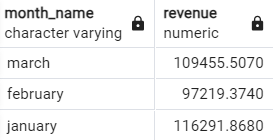 month_name revenue
character varying numeric
march 109455.5070
february 97219.3740
january 116291.8680